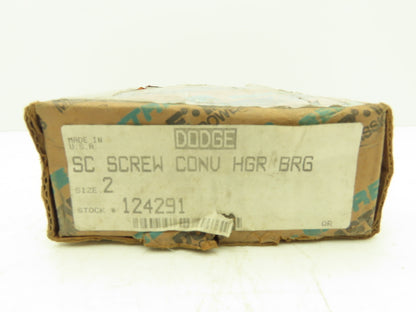 MADE IN
U.S.A.
DODGE
SC SCREW CONV HGR BRG
SIZE 2
STOCK # 124291
DR